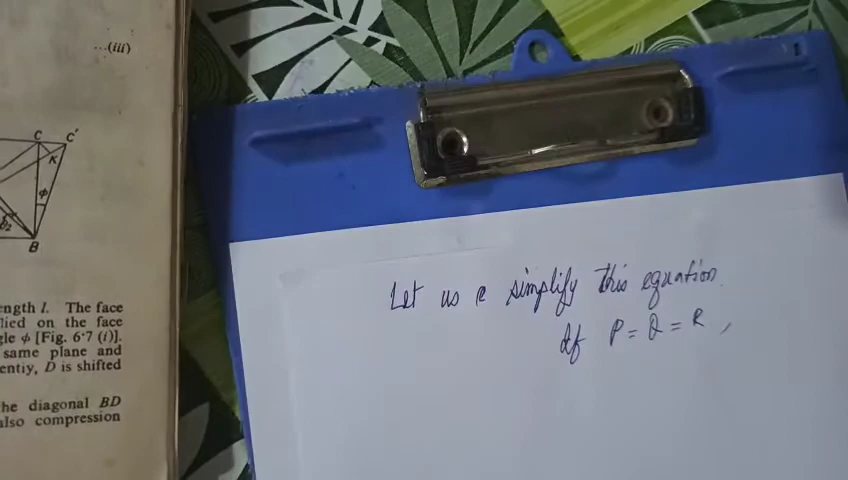 ...(iii)
C C'
K
φ
B
ength l. The face
lied on the face
gle φ [Fig. 6·7 (i)].
same plane and
ently, D is shifted
he diagonal BD
also compression
Let us simplify this equation.
If P = Q = R,